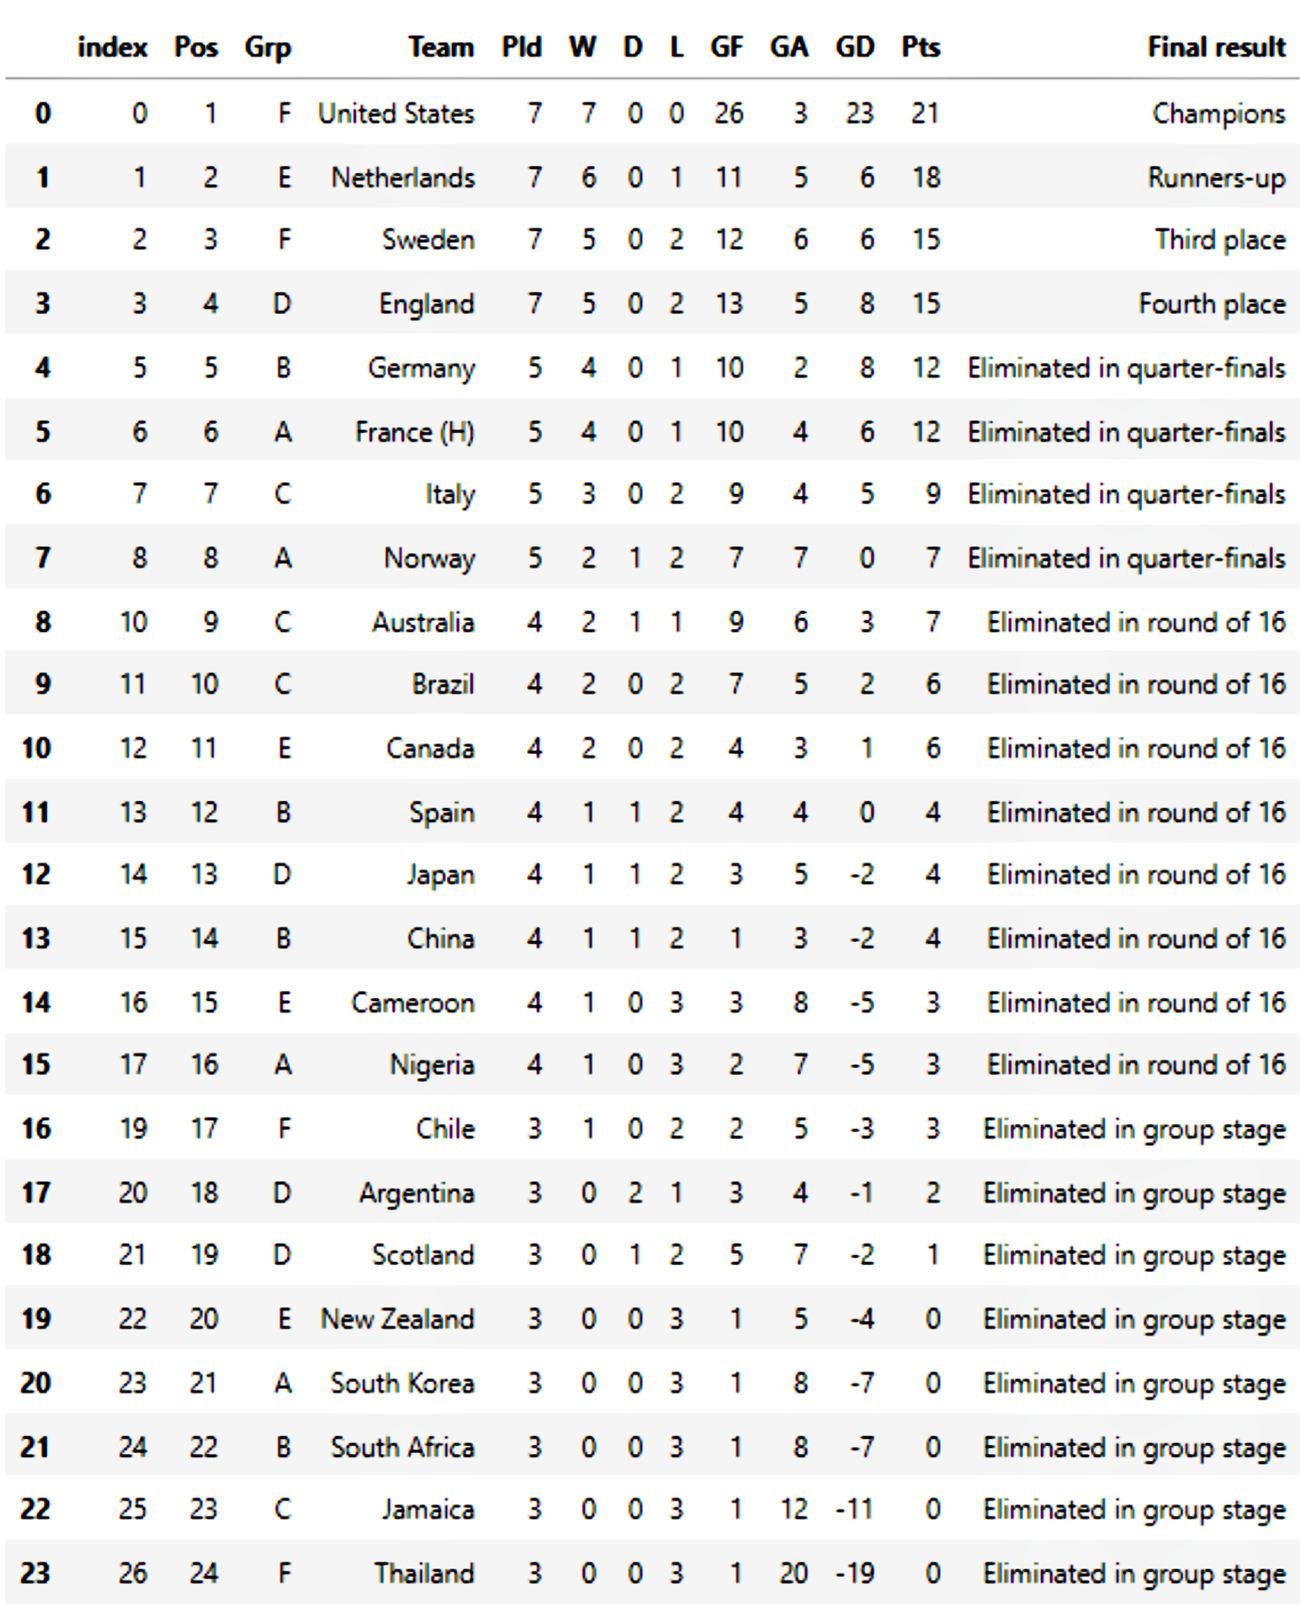 index Pos Grp Team Pld W D L GF GA GD Pts Final result
0 0 1 F United States 7 7 0 0 26 3 23 21 Champions
1 1 2 E Netherlands 7 6 0 1 11 5 6 18 Runners-up
2 2 3 F Sweden 7 5 0 2 12 6 6 15 Third place
3 3 4 D England 7 5 0 2 13 5 8 15 Fourth place
4 5 5 B Germany 5 4 0 1 10 2 8 12 Eliminated in quarter-finals
5 6 6 A France (H) 5 4 0 1 10 4 6 12 Eliminated in quarter-finals
6 7 7 C Italy 5 3 0 2 9 4 5 9 Eliminated in quarter-finals
7 8 8 A Norway 5 2 1 2 7 7 0 7 Eliminated in quarter-finals
8 10 9 C Australia 4 2 1 1 9 6 3 7 Eliminated in round of 16
9 11 10 C Brazil 4 2 0 2 7 5 2 6 Eliminated in round of 16
10 12 11 E Canada 4 2 0 2 4 3 1 6 Eliminated in round of 16
11 13 12 B Spain 4 1 1 2 4 4 0 4 Eliminated in round of 16
12 14 13 D Japan 4 1 1 2 3 5 -2 4 Eliminated in round of 16
13 15 14 B China 4 1 1 2 1 3 -2 4 Eliminated in round of 16
14 16 15 E Cameroon 4 1 0 3 3 8 -5 3 Eliminated in round of 16
15 17 16 A Nigeria 4 1 0 3 2 7 -5 3 Eliminated in round of 16
16 19 17 F Chile 3 1 0 2 2 5 -3 3 Eliminated in group stage
17 20 18 D Argentina 3 0 2 1 3 4 -1 2 Eliminated in group stage
18 21 19 D Scotland 3 0 1 2 5 7 -2 1 Eliminated in group stage
19 22 20 E New Zealand 3 0 0 3 1 5 -4 0 Eliminated in group stage
20 23 21 A South Korea 3 0 0 3 1 8 -7 0 Eliminated in group stage
21 24 22 B South Africa 3 0 0 3 1 8 -7 0 Eliminated in group stage
22 25 23 C Jamaica 3 0 0 3 1 12 -11 0 Eliminated in group stage
23 26 24 F Thailand 3 0 0 3 1 20 -19 0 Eliminated in group stage